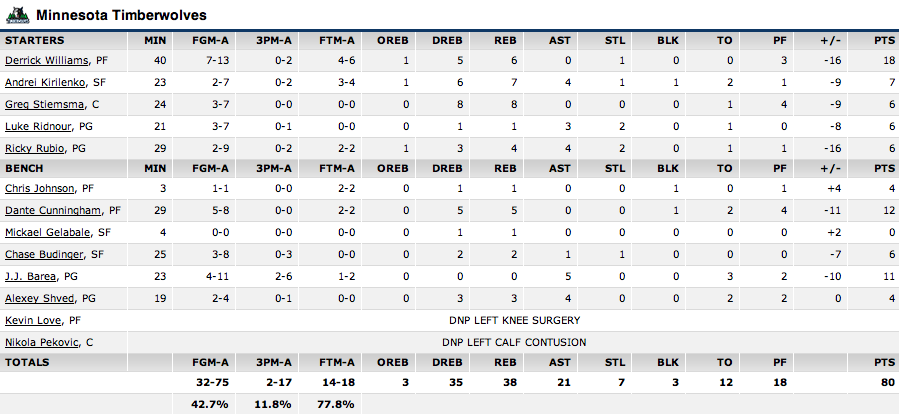 Minnesota Timberwolves
STARTERS MIN FGM-A 3PM-A FTM-A OREB DREB REB AST STL BLK TO PF +/- PTS
Derrick Williams, PF 40 7-13 0-2 4-6 1 5 6 0 1 0 0 3 -16 18
Andrei Kirilenko, SF 23 2-7 0-2 3-4 1 6 7 4 1 1 2 1 -9 7
Greg Stiemsma, C 24 3-7 0-0 0-0 0 8 8 0 0 0 1 4 -9 6
Luke Ridnour, PG 21 3-7 0-1 0-0 0 1 1 3 2 0 1 0 -8 6
Ricky Rubio, PG 29 2-9 0-2 2-2 1 3 4 4 2 0 1 1 -16 6
BENCH MIN FGM-A 3PM-A FTM-A OREB DREB REB AST STL BLK TO PF +/- PTS
Chris Johnson, PF 3 1-1 0-0 2-2 0 1 1 0 0 1 0 1 +4 4
Dante Cunningham, PF 29 5-8 0-0 2-2 0 5 5 0 0 1 2 4 -11 12
Mickael Gelabale, SF 4 0-0 0-0 0-0 0 1 1 0 0 0 0 0 +2 0
Chase Budinger, SF 25 3-8 0-3 0-0 0 2 2 1 1 0 0 0 -7 6
J.J. Barea, PG 23 4-11 2-6 1-2 0 0 0 5 0 0 3 2 -10 11
Alexey Shved, PG 19 2-4 0-1 0-0 0 3 3 4 0 0 2 2 0 4
Kevin Love, PF DNP LEFT KNEE SURGERY
Nikola Pekovic, C DNP LEFT CALF CONTUSION
TOTALS FGM-A 3PM-A FTM-A OREB DREB REB AST STL BLK TO PF PTS
32-75 2-17 14-18 3 35 38 21 7 3 12 18 80
42.7% 11.8% 77.8%